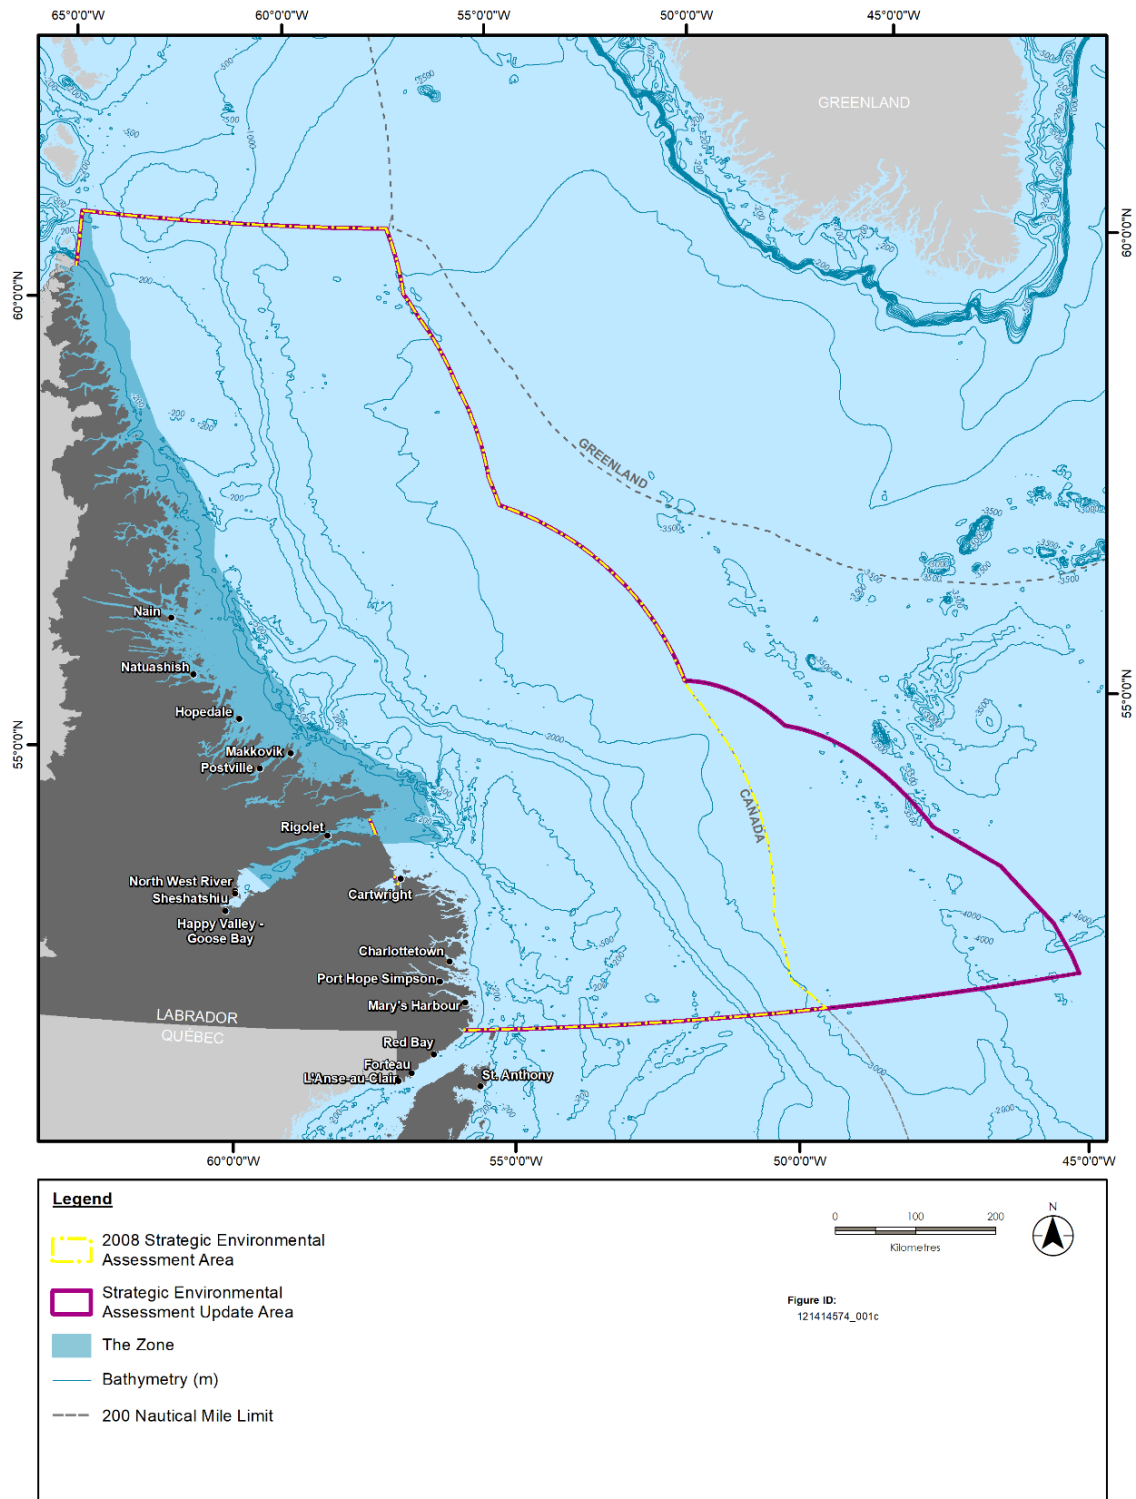 65°0'0"W 60°0'0"W 55°0'0"W 50°0'0"W 45°0'0"W
GREENLAND
60°0'0"N
60°0'0"N
GREENLAND
Nain
Natuashish
55°0'0"N
Hopedale
Makkovik
55°0'0"N
Postville
CANADA
Rigolet
North West River
Sheshatshiu
Cartwright
Happy Valley -
Goose Bay
Charlottetown
Port Hope Simpson
Mary's Harbour
LABRADOR
QUÉBEC
Red Bay
Forteau
L'Anse-au-Clair
St. Anthony
60°0'0"W 55°0'0"W 50°0'0"W 45°0'0"W
Legend
2008 Strategic Environmental
Assessment Area
Strategic Environmental
Assessment Update Area
The Zone
Bathymetry (m)
200 Nautical Mile Limit
0 100 200
Kilometres
N
Figure ID:
121414574_001c